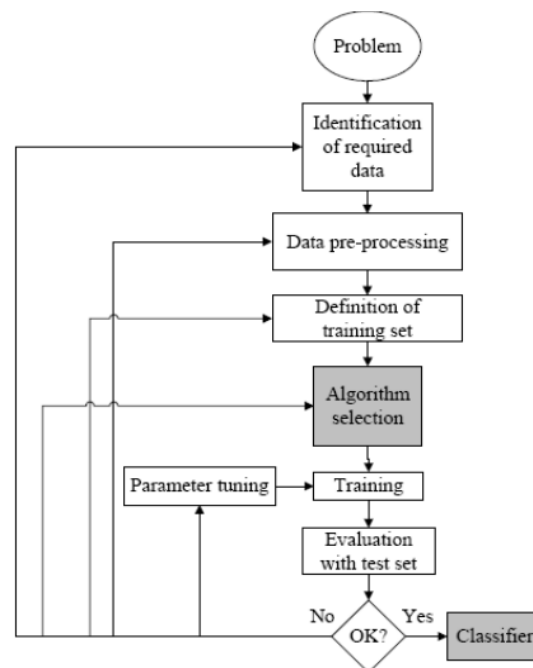 Problem
Identification
of required
data
Data pre-processing
Definition of
training set
Algorithm
selection
Parameter tuning
Training
Evaluation
with test set
No
OK?
Yes
Classifier